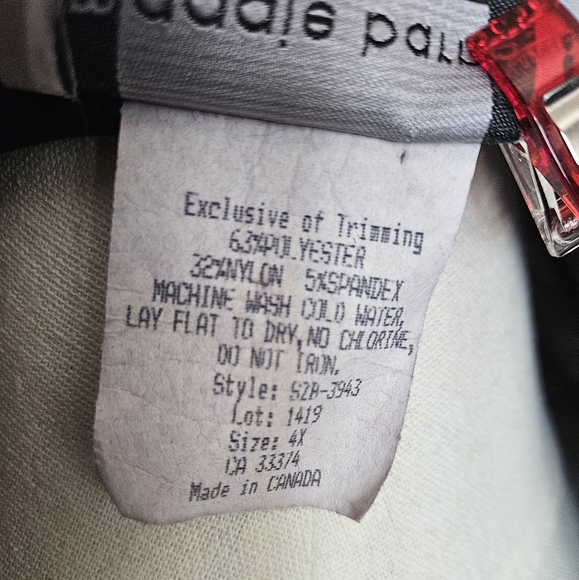 Exclusive of Trimming
63%POLYESTER
32%NYLON 5%SPANDEX
MACHINE WASH COLD WATER,
LAY FLAT TO DRY,NO CHLORINE,
DO NOT IRON.
Style: SZA-3943
Lot: 1419
Size: 4X
CA 33374
Made in CANADA